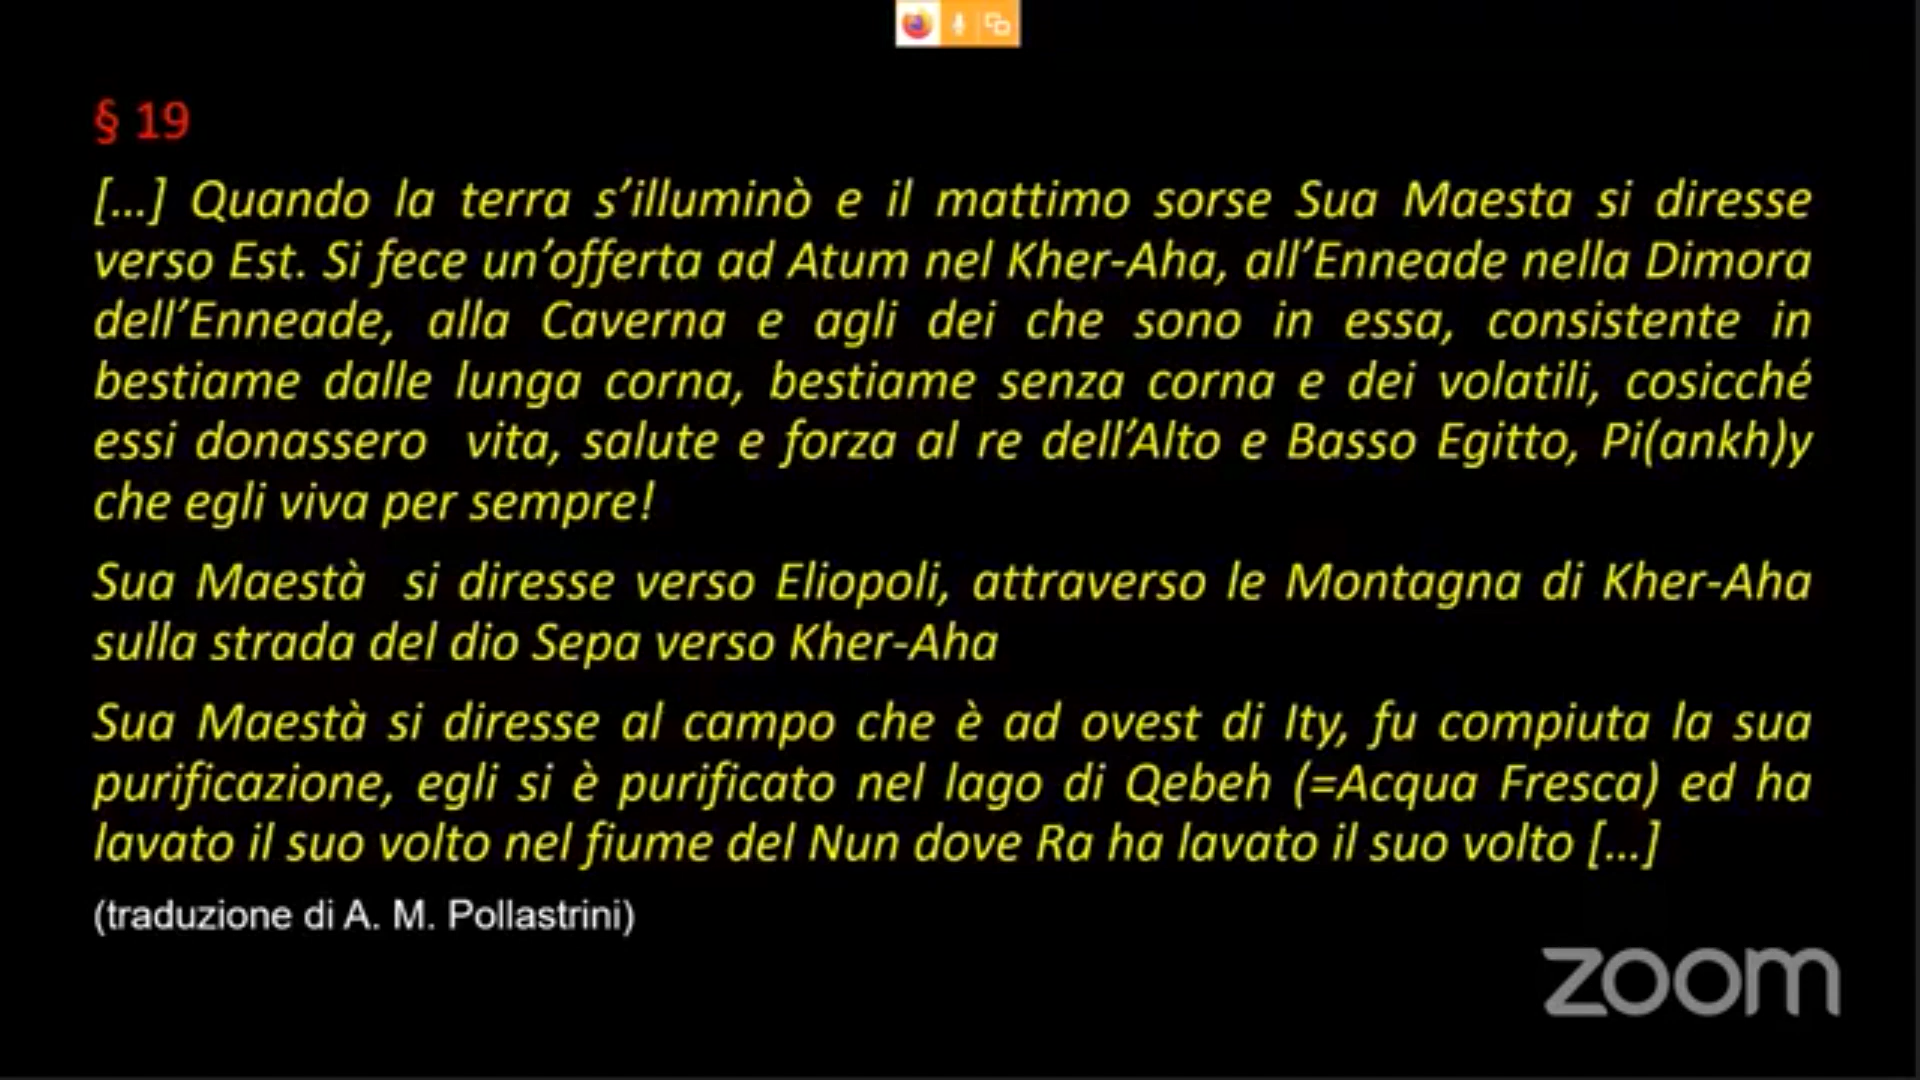 § 19
[…] Quando la terra s’illuminò e il mattimo sorse Sua Maesta si diresse
verso Est. Si fece un’offerta ad Atum nel Kher-Aha, all’Enneade nella Dimora
dell’Enneade, alla Caverna e agli dei che sono in essa, consistente in
bestiame dalle lunga corna, bestiame senza corna e dei volatili, cosicché
essi donassero vita, salute e forza al re dell’Alto e Basso Egitto, Pi(ankh)y
che egli viva per sempre!
Sua Maestà si diresse verso Eliopoli, attraverso le Montagna di Kher-Aha
sulla strada del dio Sepa verso Kher-Aha
Sua Maestà si diresse al campo che è ad ovest di Ity, fu compiuta la sua
purificazione, egli si è purificato nel lago di Qebeh (=Acqua Fresca) ed ha
lavato il suo volto nel fiume del Nun dove Ra ha lavato il suo volto […]
(traduzione di A. M. Pollastrini)
zoom